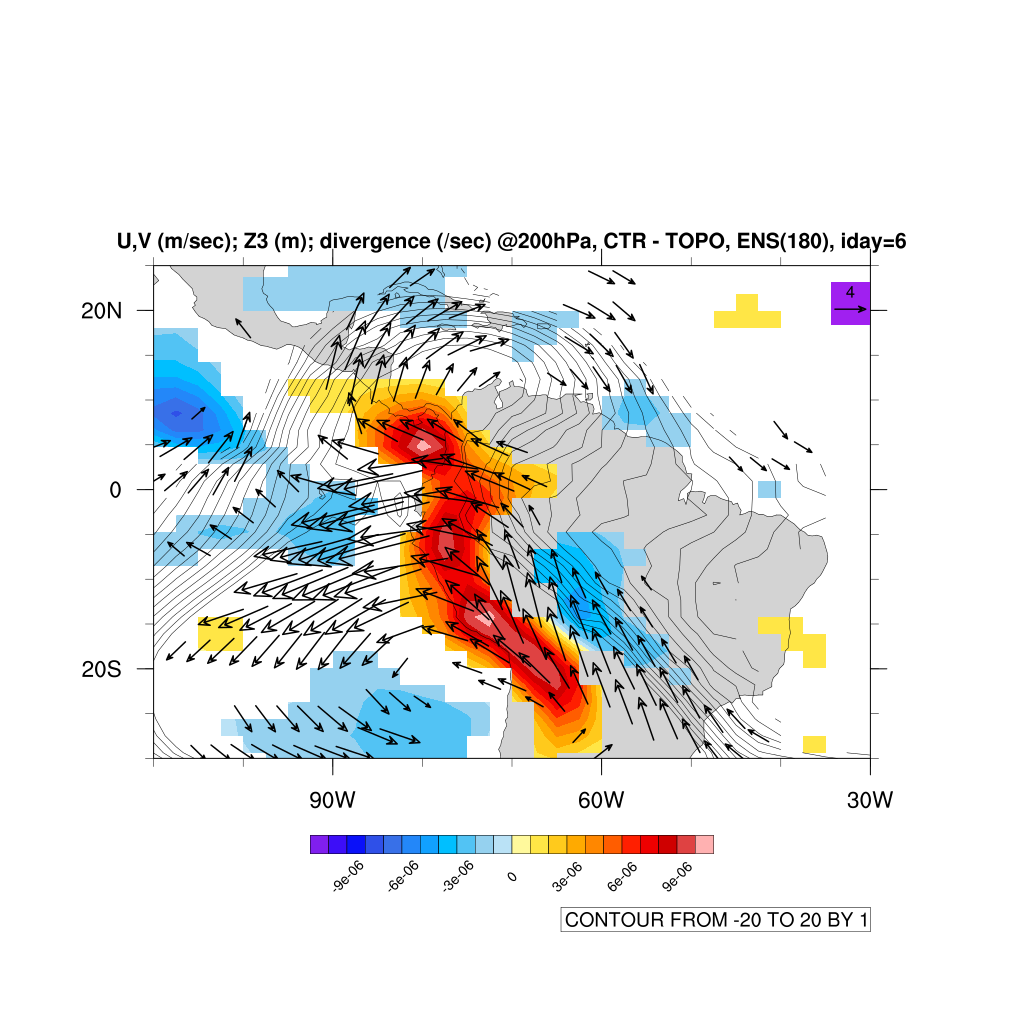 U,V (m/sec); Z3 (m); divergence (/sec) @200hPa, CTR - TOPO, ENS(180), iday=6
4
20N
0
20S
90W 60W 30W
-9e-06 -6e-06 -3e-06 0 3e-06 6e-06 9e-06
CONTOUR FROM -20 TO 20 BY 1